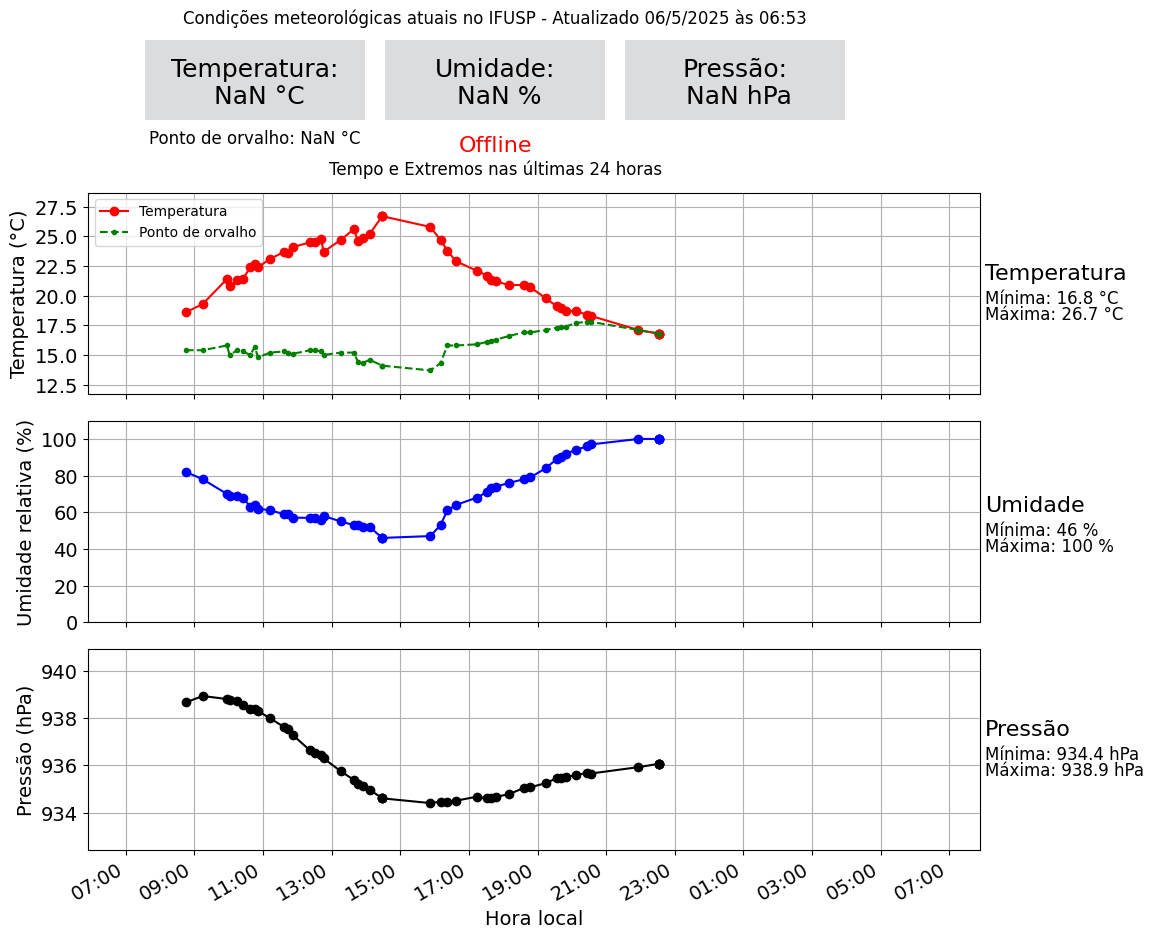 Condições meteorológicas atuais no IFUSP - Atualizado 06/5/2025 às 06:53
Temperatura:
NaN °C
Umidade:
NaN %
Pressão:
NaN hPa
Ponto de orvalho: NaN °C
Offline
Tempo e Extremos nas últimas 24 horas
Temperatura (°C)
27.5
25.0
22.5
20.0
17.5
15.0
12.5
Temperatura
Ponto de orvalho
Temperatura
Mínima: 16.8 °C
Máxima: 26.7 °C
Umidade relativa (%)
100
80
60
40
20
0
Umidade
Mínima: 46 %
Máxima: 100 %
Pressão (hPa)
940
938
936
934
Pressão
Mínima: 934.4 hPa
Máxima: 938.9 hPa
07:00
09:00
11:00
13:00
15:00
17:00
19:00
21:00
23:00
01:00
03:00
05:00
07:00
Hora local